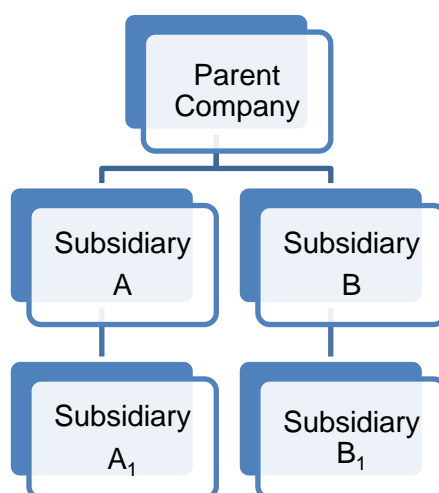 Parent
Company
Subsidiary
A
Subsidiary
B
Subsidiary
A₁
Subsidiary
B₁